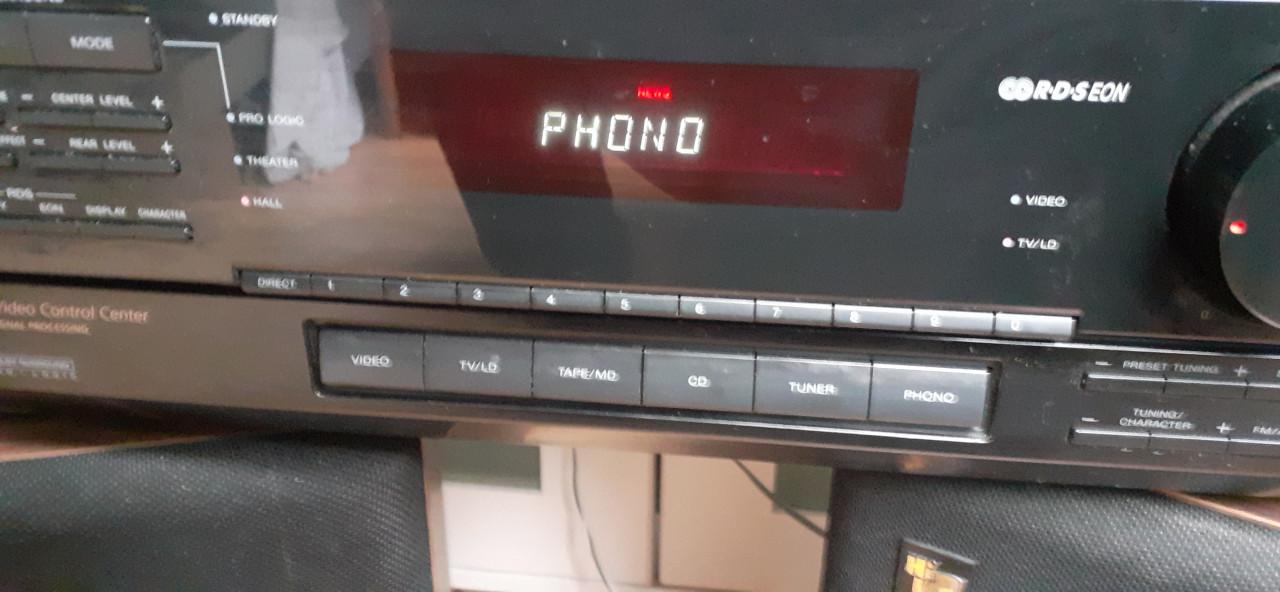 STANDBY
MODE
CENTER LEVEL
PRO LOGIC
REAR LEVEL
THEATER
HALL
RDS
EON DISPLAY CHARACTER
NEWS
PHONO
R·D·S EON
VIDEO
TV/LD
DIRECT 1 2 3 4 5 6 7 8 9 0
Video Control Center
VIDEO TV/LD TAPE/MD CD TUNER PHONO
− PRESET TUNING +
TUNING/
− CHARACTER +